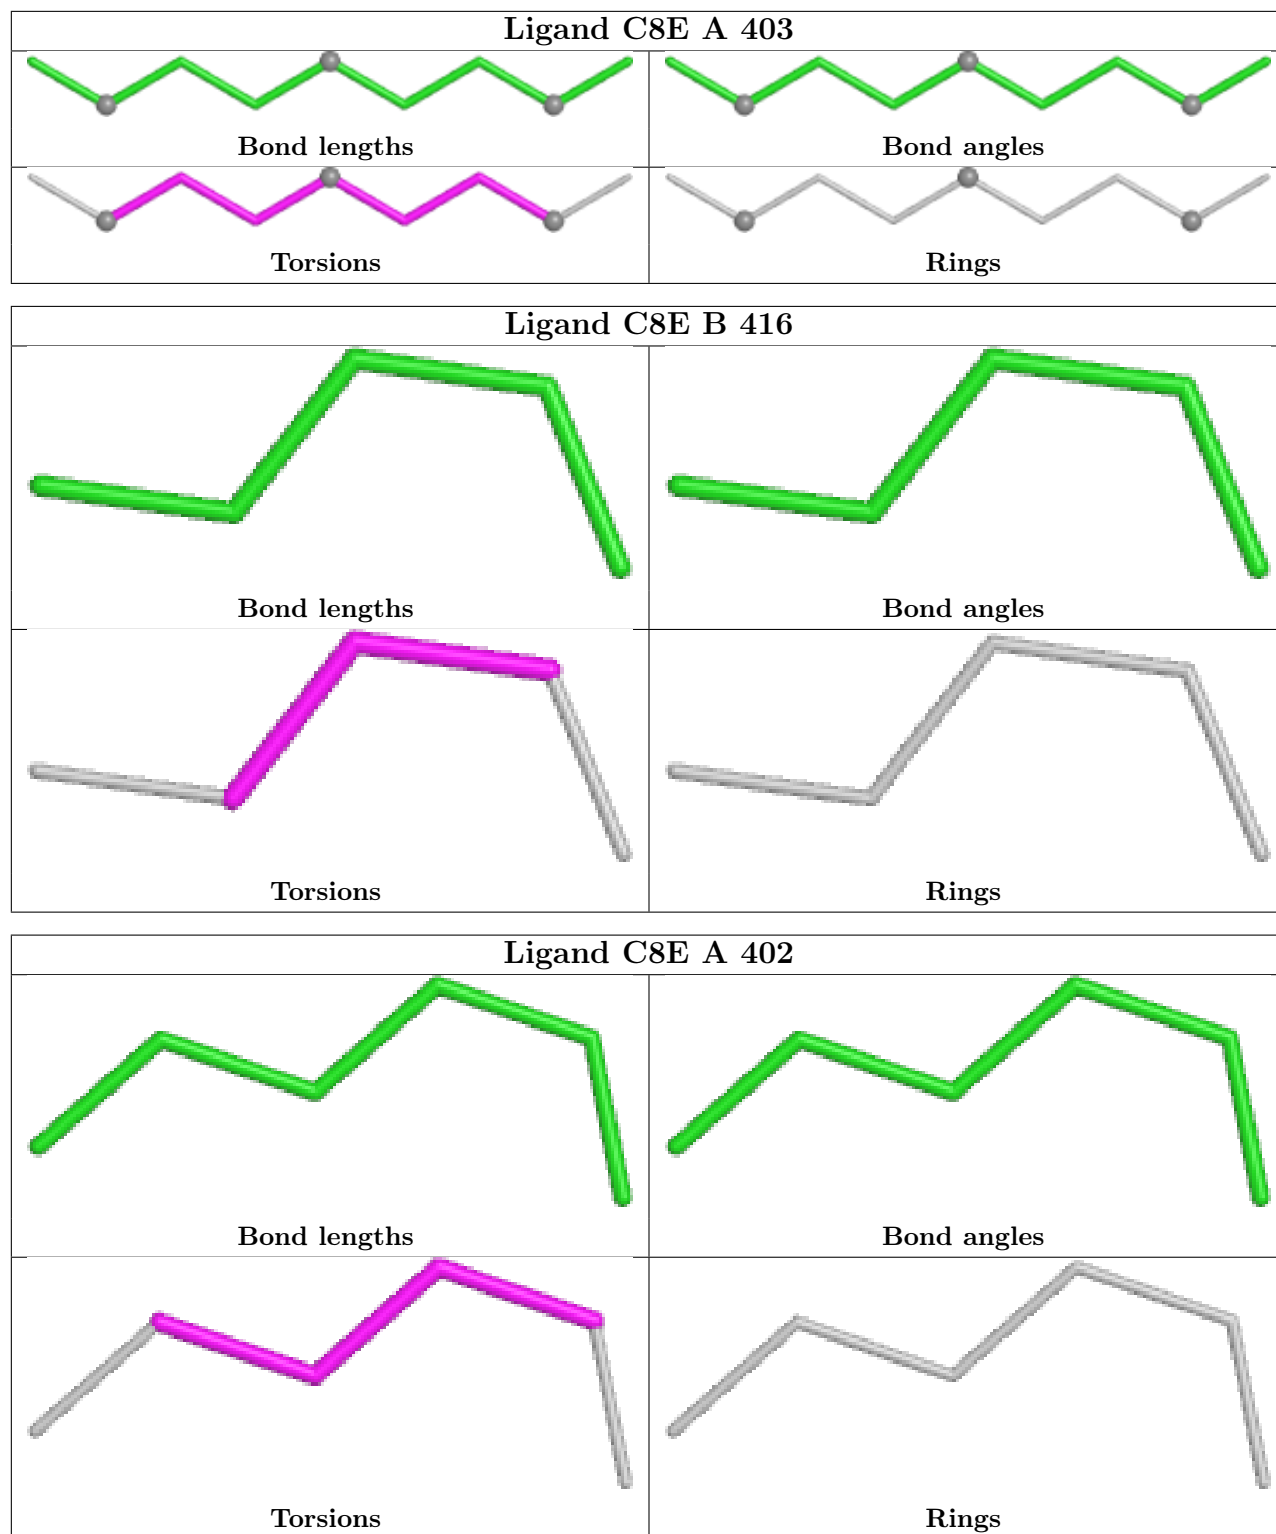 Ligand C8E A 403
Bond lengths
Bond angles
Torsions
Rings
Ligand C8E B 416
Bond lengths
Bond angles
Torsions
Rings
Ligand C8E A 402
Bond lengths
Bond angles
Torsions
Rings